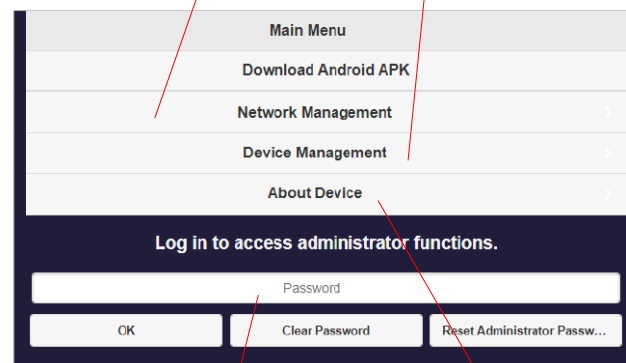 Main Menu
Download Android APK
Network Management
Device Management
About Device
Log in to access administrator functions.
Password
OK
Clear Password
Reset Administrator Passw...